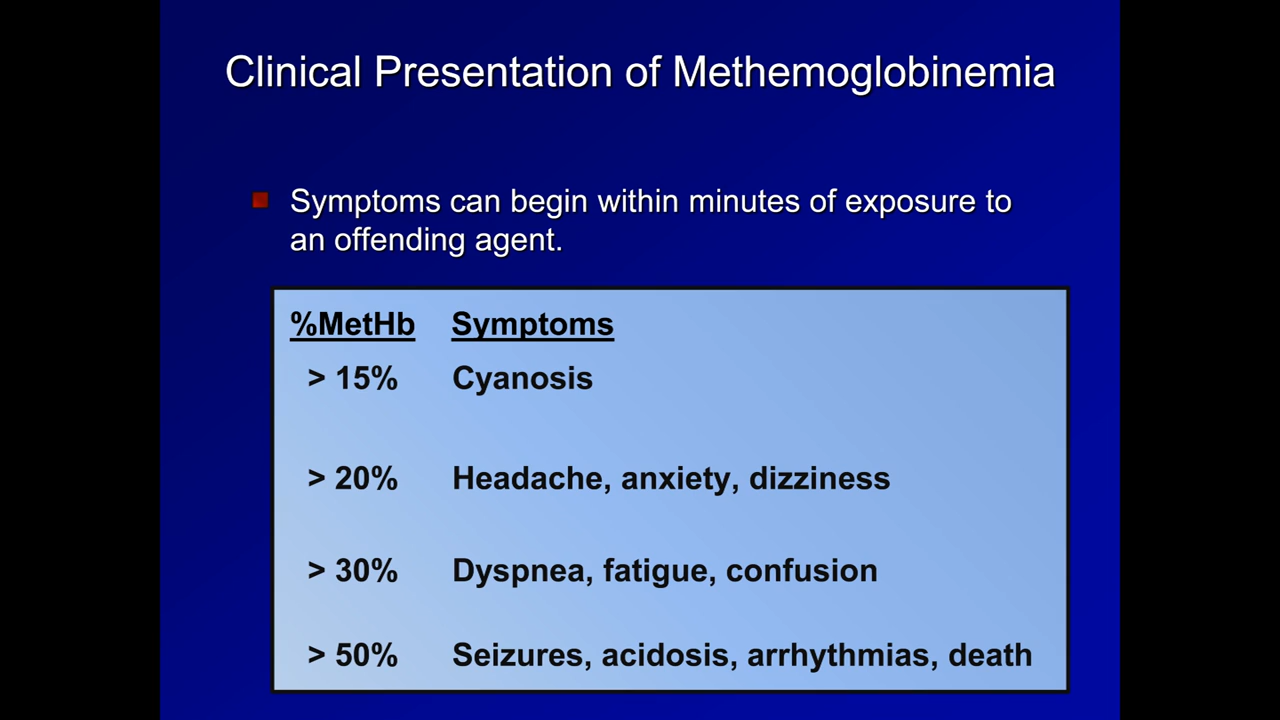 Clinical Presentation of Methemoglobinemia
Symptoms can begin within minutes of exposure to
an offending agent.
%MetHb Symptoms
> 15% Cyanosis
> 20% Headache, anxiety, dizziness
> 30% Dyspnea, fatigue, confusion
> 50% Seizures, acidosis, arrhythmias, death